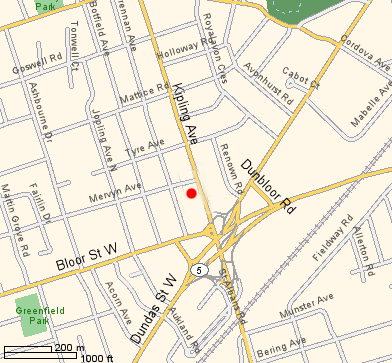 Park
Botfield Ave
Brennan Ave
Royalavon Cres
Tonwell Ct
Holloway Rd
Cordova Ave
Goswell Rd
Avonhurst Rd
Cabot Ct
Mattice Rd
Kipling Ave
Mabelle Ave
Ashbourne Dr
Jopling Ave N
Tyre Ave
Renown Rd
Dunbloor Rd
Mervyn Ave
Martin Grove Rd
Fairlin Dr
Fieldway Rd
Allerton Rd
Bloor St W
5
St Albans Rd
Dundas St W
Acorn Ave
Aukland Rd
Munster Ave
Greenfield
Park
Bering Ave
200 m
1000 ft